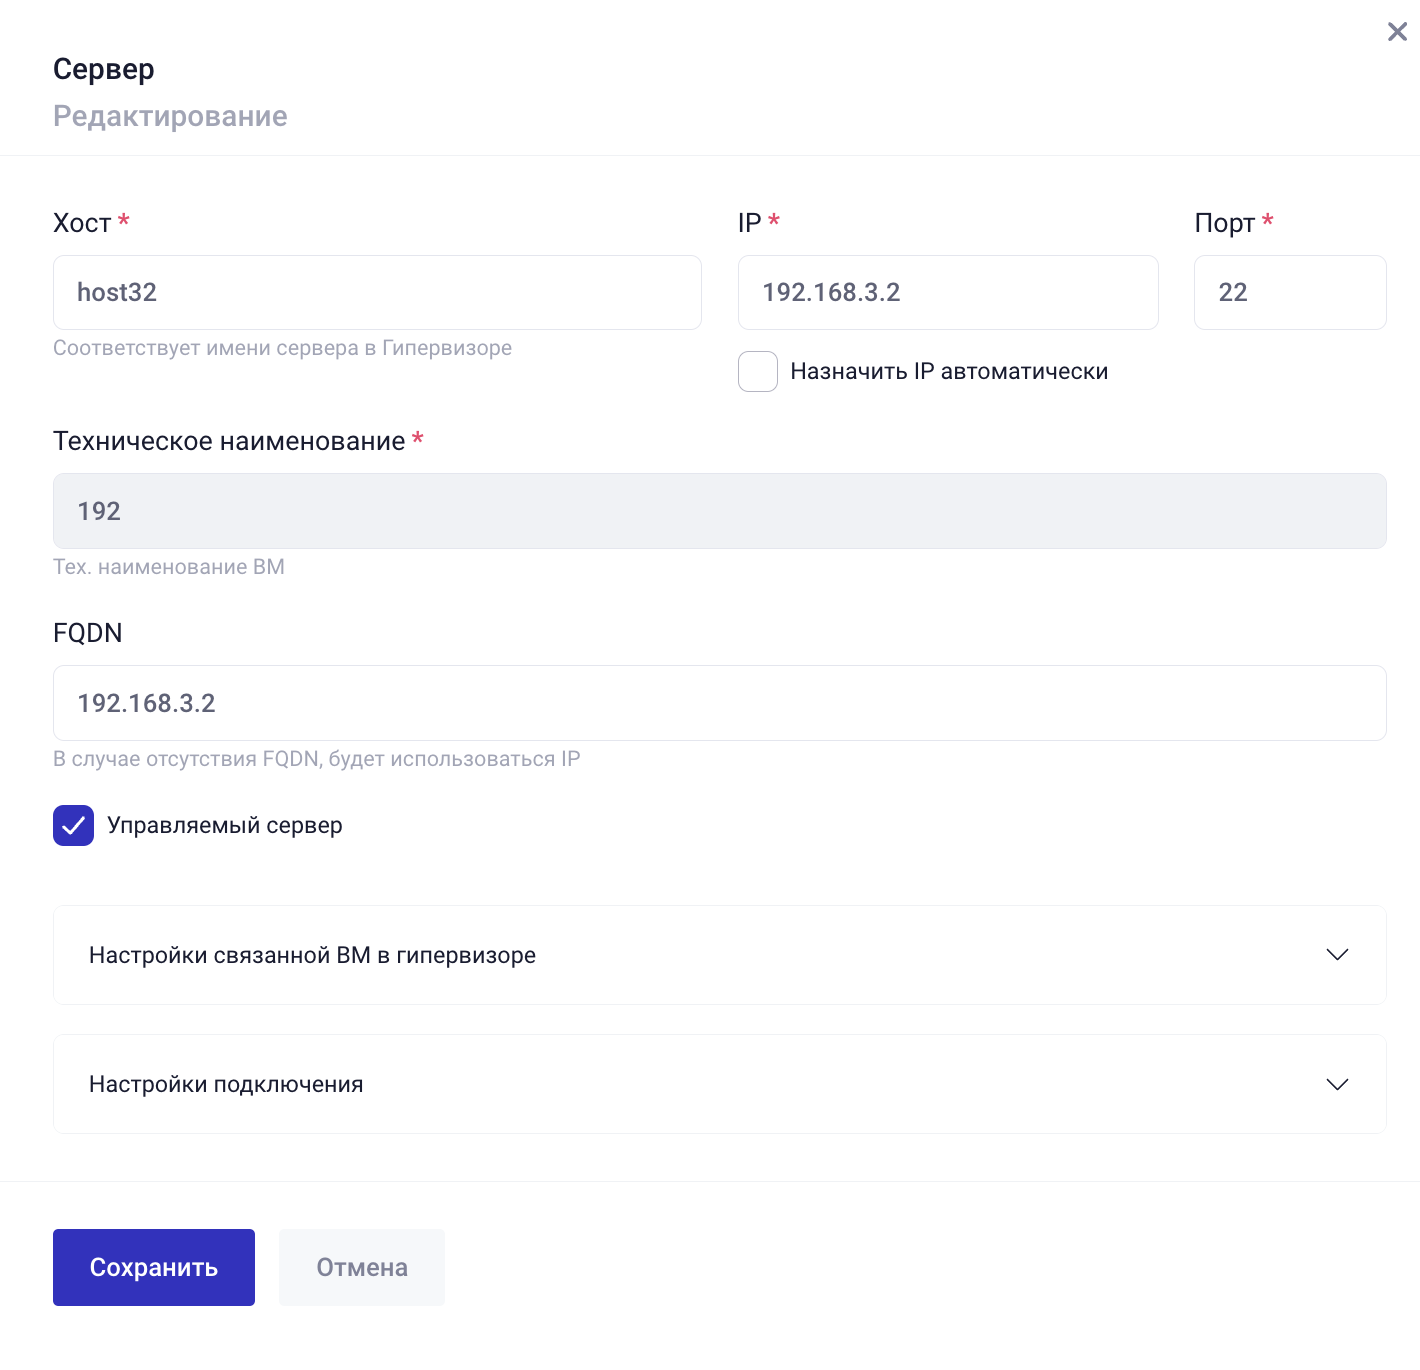 Сервер
Редактирование
Хост *
IP *
Порт *
host32
192.168.3.2
22
Соответствует имени сервера в Гипервизоре
Назначить IP автоматически
Техническое наименование *
192
Тех. наименование ВМ
FQDN
192.168.3.2
В случае отсутствия FQDN, будет использоваться IP
Управляемый сервер
Настройки связанной ВМ в гипервизоре
Настройки подключения
Сохранить
Отмена